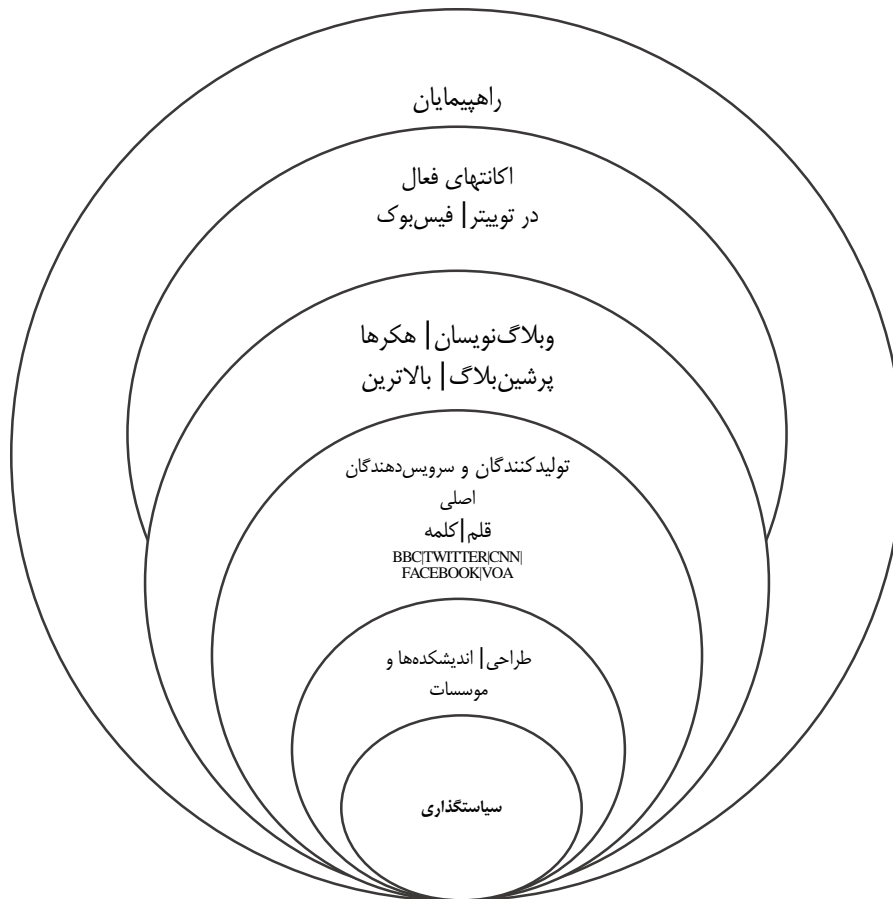 راهپیمایان
اکانتهای فعال
در توییتر| فیس‌بوک
وبلاگ‌نویسان| هکرها
پرشین‌بلاگ| بالاترین
تولیدکنندگان و سرویس‌دهندگان
اصلی
قلم|کلمه
BBC|TWITTER|CNN|
FACEBOOK|VOA
طراحی| اندیشکده‌ها و
موسسات
سیاستگذاری